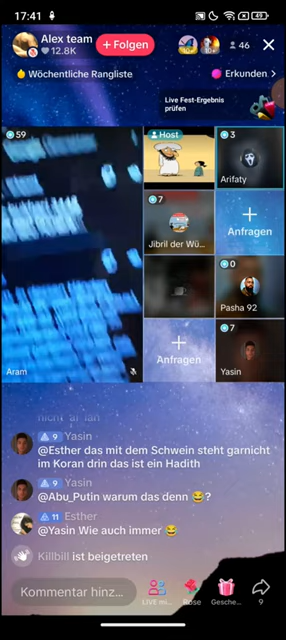 17:41
49
Alex team
12.8K
+ Folgen
10+
46
Wöchentliche Rangliste
Erkunden >
Live Fest-Ergebnis
prüfen
59
Host
3
Arifaty
7
Jibril der Wü...
Anfragen
0
Pasha 92
Anfragen
7
Yasin
Aram
9 Yasin
@Esther das mit dem Schwein steht garnicht
im Koran drin das ist ein Hadith
9 Yasin
@Abu_Putin warum das denn 😂?
11 Esther
@Yasin Wie auch immer 😂
Killbill ist beigetreten
Kommentar hinz...
LIVE mi...
Rose
Gesche...
9